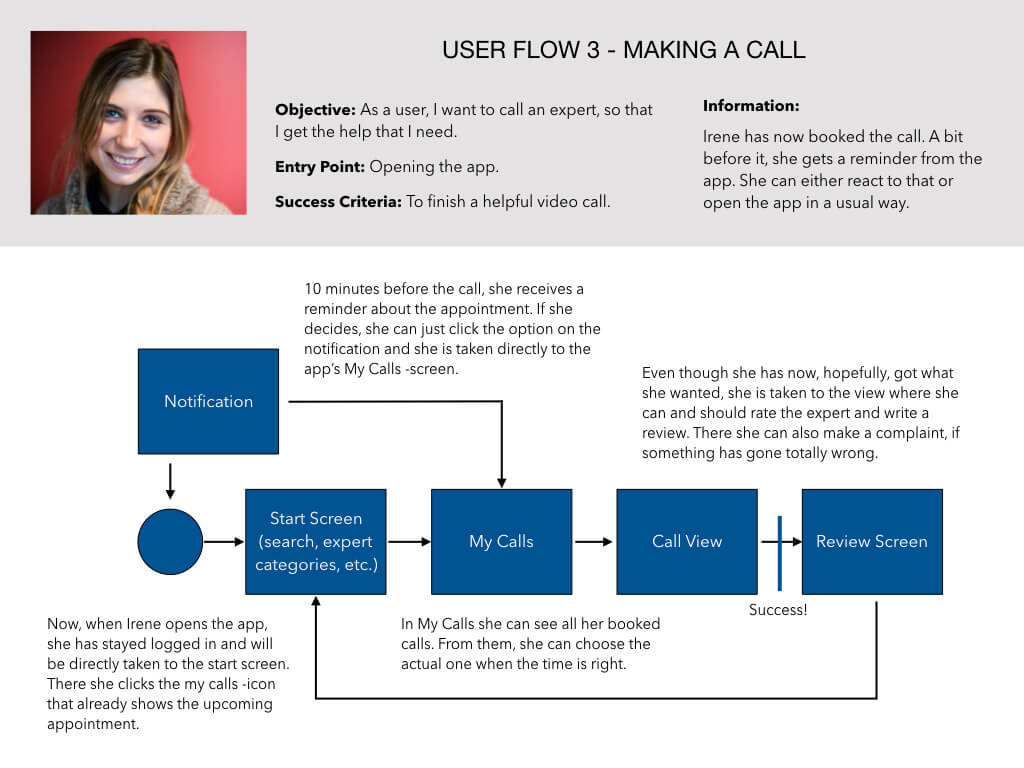 USER FLOW 3 - MAKING A CALL
Objective: As a user, I want to call an expert, so that
I get the help that I need.
Entry Point: Opening the app.
Success Criteria: To finish a helpful video call.
Information:
Irene has now booked the call. A bit
before it, she gets a reminder from the
app. She can either react to that or
open the app in a usual way.
10 minutes before the call, she receives a
reminder about the appointment. If she
decides, she can just click the option on the
notification and she is taken directly to the
app’s My Calls -screen.
Notification
Even though she has now, hopefully, got what
she wanted, she is taken to the view where she
can and should rate the expert and write a
review. There she can also make a complaint, if
something has gone totally wrong.
Start Screen
(search, expert
categories, etc.)
My Calls
Call View
Review Screen
Success!
Now, when Irene opens the app,
she has stayed logged in and will
be directly taken to the start screen.
There she clicks the my calls -icon
that already shows the upcoming
appointment.
In My Calls she can see all her booked
calls. From them, she can choose the
actual one when the time is right.